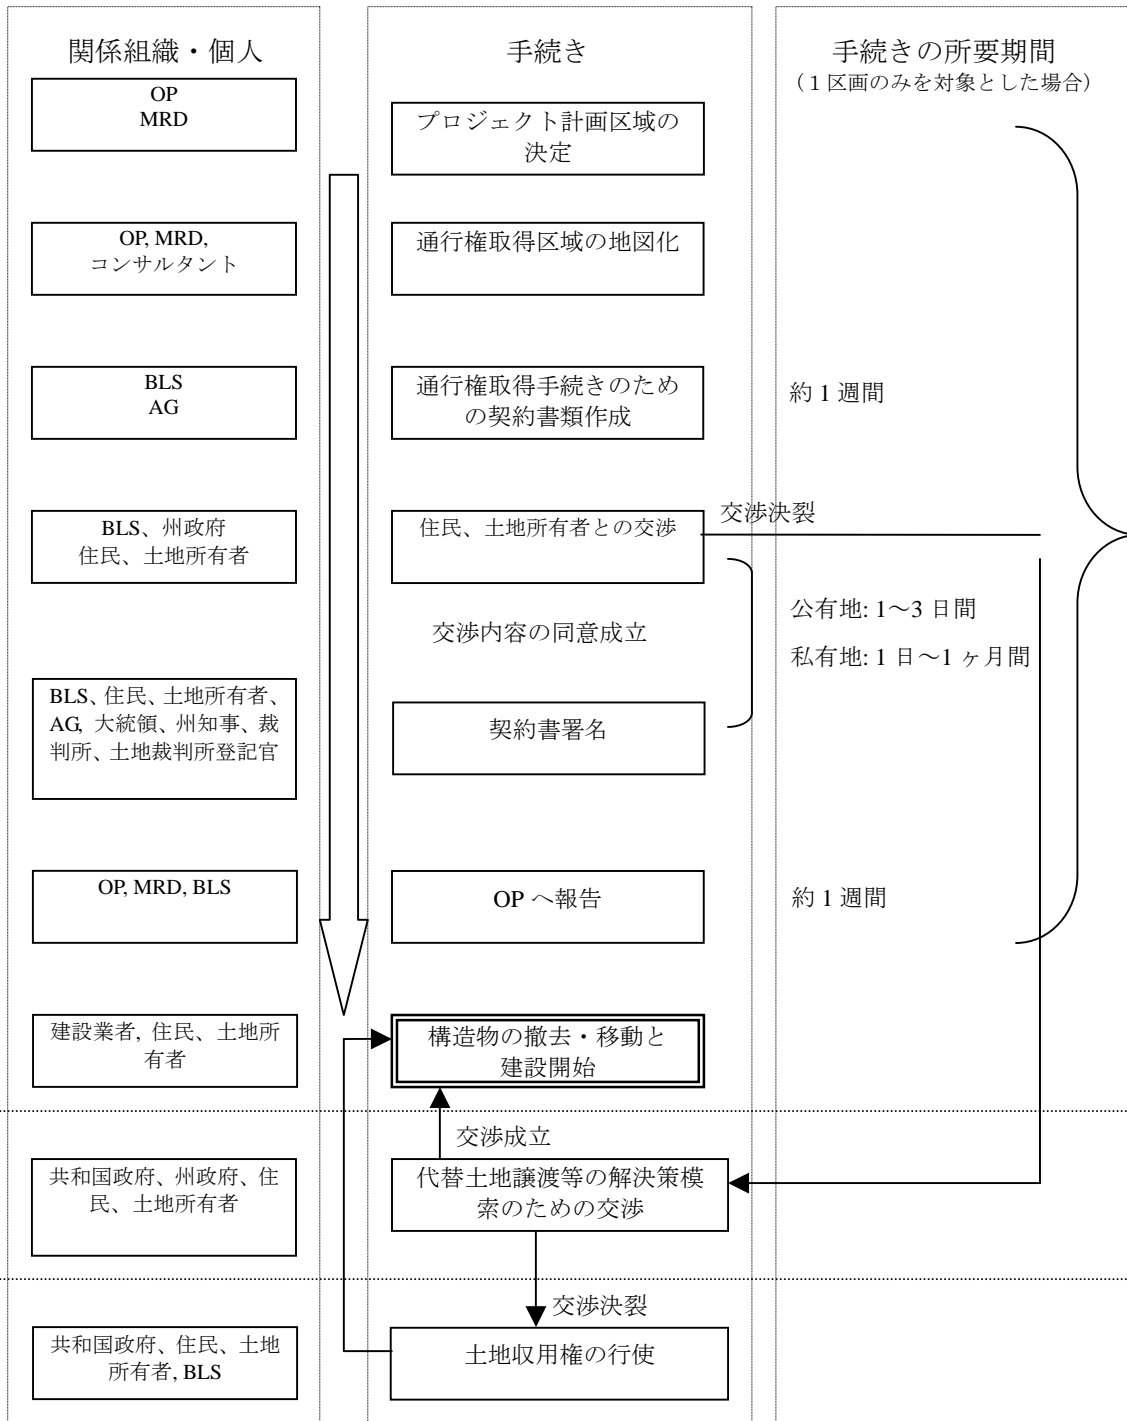 関係組織・個人
手続き
手続きの所要期間
（１区画のみを対象とした場合）
OP
MRD
プロジェクト計画区域の
決定
OP, MRD,
コンサルタント
通行権取得区域の地図化
BLS
AG
通行権取得手続きのため
の契約書類作成
約 1 週間
BLS、州政府
住民、土地所有者
住民、土地所有者との交渉
交渉決裂
交渉内容の同意成立
公有地: 1～3 日間
私有地: 1 日～1 ヶ月間
BLS、住民、土地所有者、
AG, 大統領、州知事、裁
判所、土地裁判所登記官
契約書署名
OP, MRD, BLS
OP へ報告
約 1 週間
建設業者, 住民、土地所
有者
構造物の撤去・移動と
建設開始
交渉成立
共和国政府、州政府、住
民、土地所有者
代替土地譲渡等の解決策模
索のための交渉
交渉決裂
共和国政府、住民、土地
所有者, BLS
土地収用権の行使